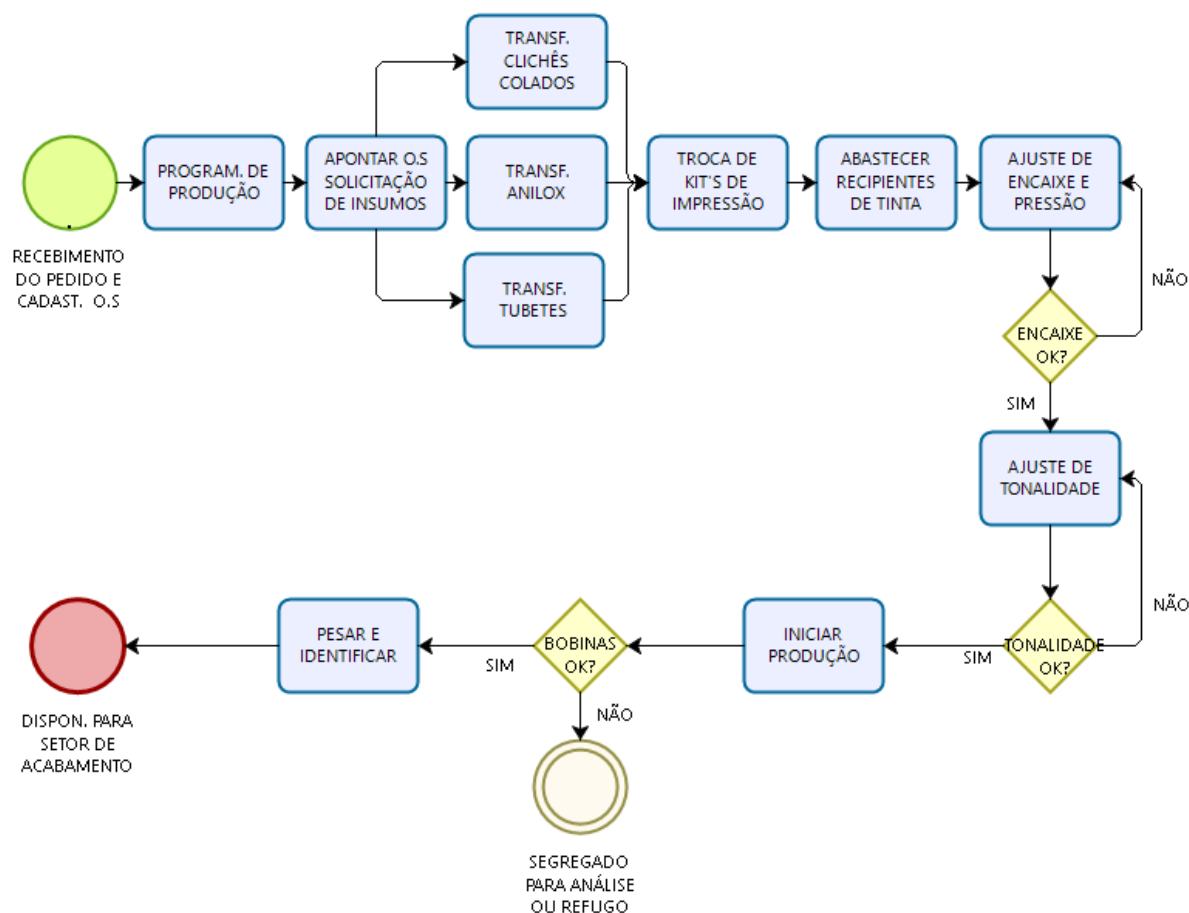 TRANSF.
CLICHÊS
COLADOS
PROGRAM. DE
PRODUÇÃO
APONTAR O.S
SOLICITAÇÃO
DE INSUMOS
TRANSF.
ANILOX
TROCA DE
KIT'S DE
IMPRESSÃO
ABASTECER
RECIPIENTES
DE TINTA
AJUSTE DE
ENCAIXE E
PRESSÃO
RECEBIMENTO
DO PEDIDO E
CADAST. O.S
TRANSF.
TUBETES
NÃO
ENCAIXE
OK?
SIM
AJUSTE DE
TONALIDADE
NÃO
TONALIDADE
OK?
SIM
INICIAR
PRODUÇÃO
BOBINAS
OK?
SIM
PESAR E
IDENTIFICAR
NÃO
DISPON. PARA
SETOR DE
ACABAMENTO
SEGREGADO
PARA ANÁLISE
OU REFUGO